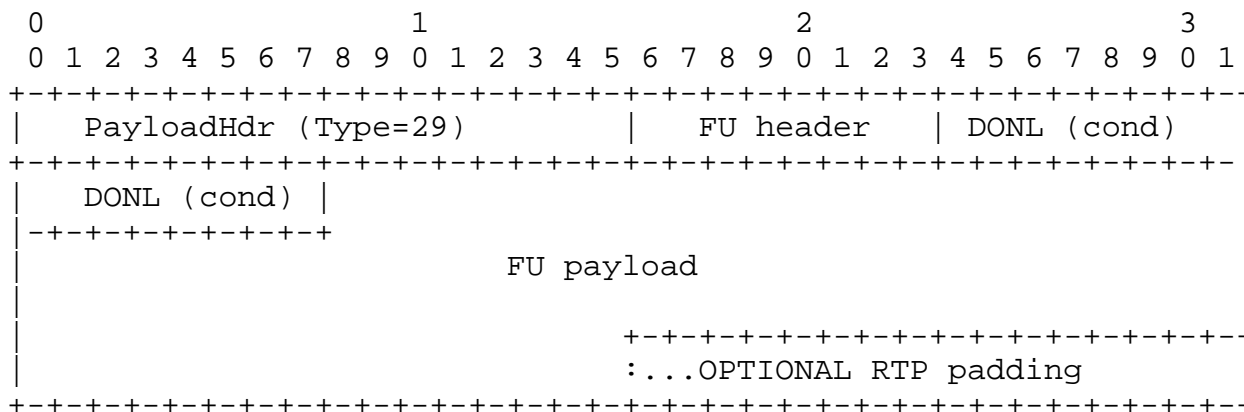 0                   1                   2                   3
0 1 2 3 4 5 6 7 8 9 0 1 2 3 4 5 6 7 8 9 0 1 2 3 4 5 6 7 8 9 0 1
+-+-+-+-+-+-+-+-+-+-+-+-+-+-+-+-+-+-+-+-+-+-+-+-+-+-+-+-+-+-+-+--
|   PayloadHdr (Type=29)        |   FU header   | DONL (cond)
+-+-+-+-+-+-+-+-+-+-+-+-+-+-+-+-+-+-+-+-+-+-+-+-+-+-+-+-+-+-+-+-
|   DONL (cond) |
|-+-+-+-+-+-+-+-+
|                         FU payload
|
|                               +-+-+-+-+-+-+-+-+-+-+-+-+-+-+-+--
|                               :...OPTIONAL RTP padding
+-+-+-+-+-+-+-+-+-+-+-+-+-+-+-+-+-+-+-+-+-+-+-+-+-+-+-+-+-+-+-+--